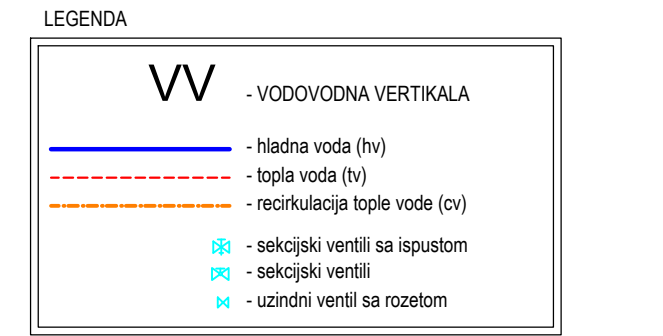 LEGENDA
VV - VODOVODNA VERTIKALA
- hladna voda (hv)
- topla voda (tv)
- recirkulacija tople vode (cv)
- sekcijski ventili sa ispustom
- sekcijski ventili
- uzindni ventil sa rozetom